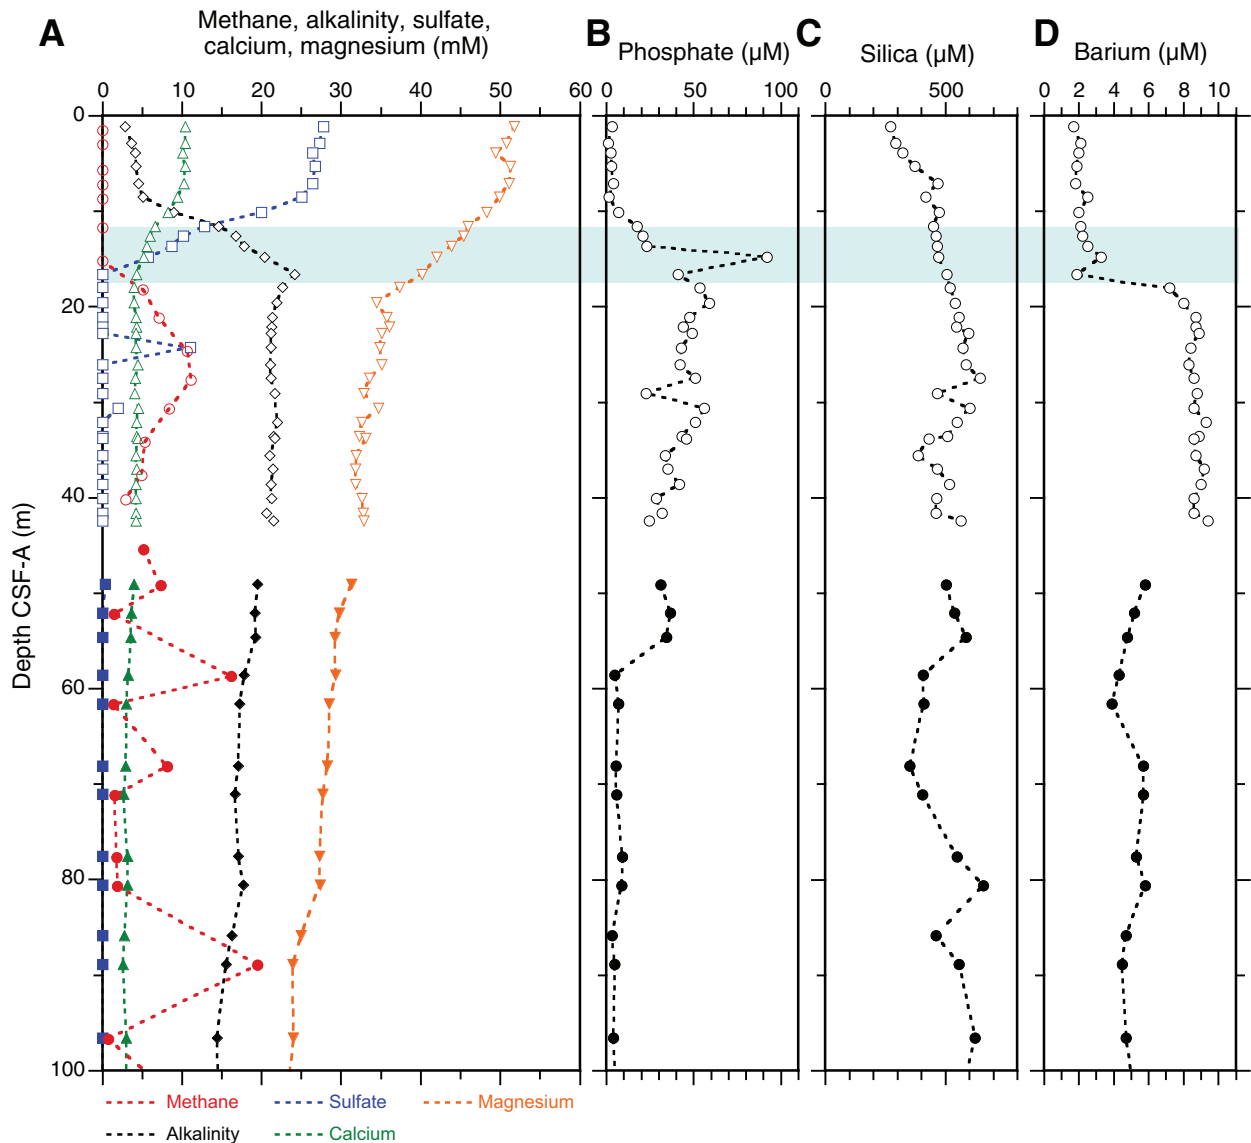 A
Methane, alkalinity, sulfate,
calcium, magnesium (mM)
B
Phosphate (µM)
C
Silica (µM)
D
Barium (µM)
0 10 20 30 40 50 60
0 50 100
0 500
0 2 4 6 8 10
0
20
40
60
80
100
Depth CSF-A (m)
Methane
Sulfate
Magnesium
Alkalinity
Calcium